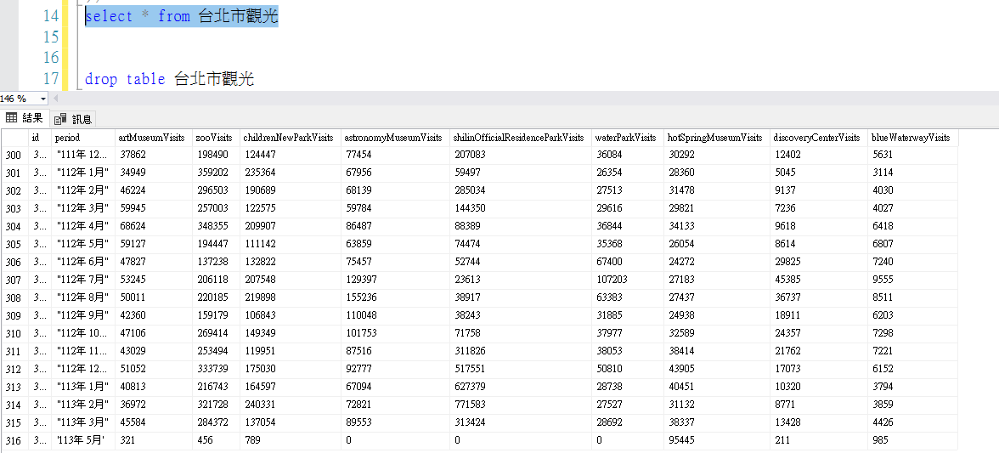 14 select * from 台北市觀光
15
16
17 drop table 台北市觀光
146 %
結果 訊息
id period artMuseumVisits zooVisits childrenNewParkVisits astronomyMuseumVisits shilinOfficialResidenceParkVisits waterParkVisits hotSpringMuseumVisits discoveryCenterVisits blueWaterwayVisits
300 3... "111年 12... 37862 198490 124447 77454 207083 36084 30292 12402 5631
301 3... "112年 1月" 34949 359202 235364 67956 59497 26354 28360 5045 3114
302 3... "112年 2月" 46224 296503 190689 68139 285034 27513 31478 9137 4030
303 3... "112年 3月" 59945 257003 122575 59784 144350 29616 29821 7236 4027
304 3... "112年 4月" 68624 348355 209907 86487 88389 36844 34133 9618 6418
305 3... "112年 5月" 59127 194447 111142 63859 74474 35368 26054 8614 6807
306 3... "112年 6月" 47827 137238 132822 75457 52744 67400 24272 29825 7240
307 3... "112年 7月" 53245 206118 207548 129397 23613 107203 27183 45385 9555
308 3... "112年 8月" 50011 220185 219898 155236 38917 63383 27437 36737 8511
309 3... "112年 9月" 42360 159179 106843 110048 38243 31885 24938 18911 6203
310 3... "112年 10... 47106 269414 149349 101753 71758 37977 32589 24357 7298
311 3... "112年 11... 43029 253494 119951 87516 311826 38053 38414 21762 7221
312 3... "112年 12... 51052 333739 175030 92777 517551 50810 43905 17073 6152
313 3... "113年 1月" 40813 216743 164597 67094 627379 28738 40451 10320 3794
314 3... "113年 2月" 36972 321728 240331 72821 771583 27527 31132 8771 3859
315 3... "113年 3月" 45584 284372 137054 89553 313424 28692 38337 13428 4426
316 3... '113年 5月' 321 456 789 0 0 0 95445 211 985